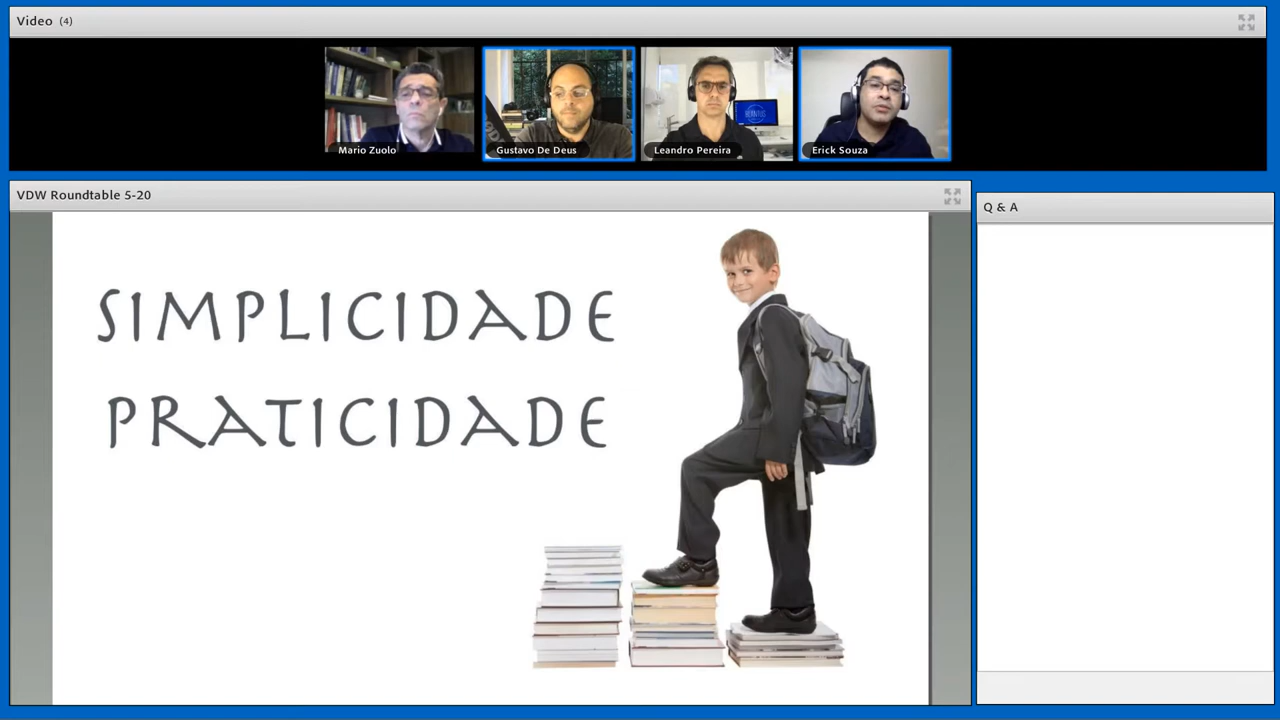 Video (4)
Mario Zuolo
Gustavo De Deus
Leandro Pereira
Erick Souza
VDW Roundtable 5-20
Q & A
SIMPLICIDADE
PRATICIDADE